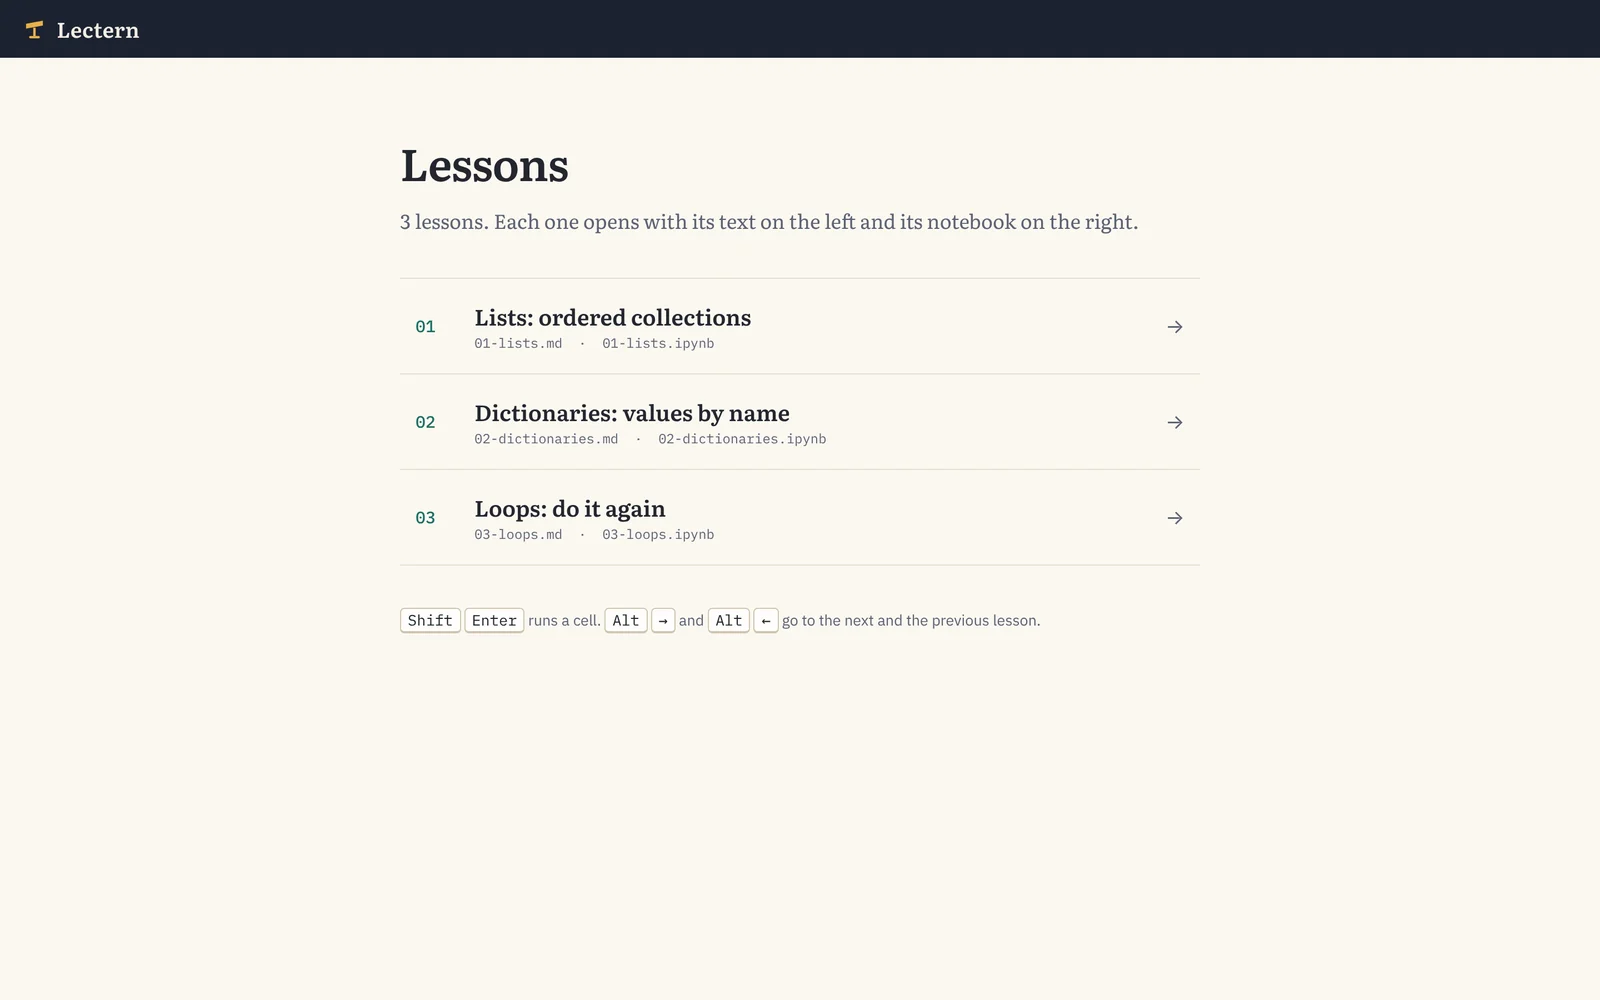 Lectern
Lessons
3 lessons. Each one opens with its text on the left and its notebook on the right.
01 Lists: ordered collections →
01-lists.md · 01-lists.ipynb
02 Dictionaries: values by name →
02-dictionaries.md · 02-dictionaries.ipynb
03 Loops: do it again →
03-loops.md · 03-loops.ipynb
Shift Enter runs a cell. Alt → and Alt ← go to the next and the previous lesson.